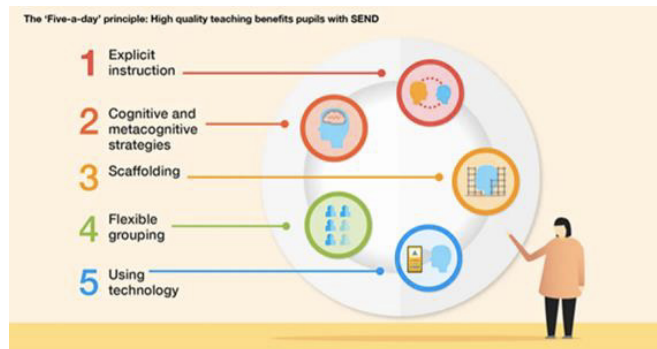 The 'Five-a-day' principle: High quality teaching benefits pupils with SEND
1 Explicit
instruction
2 Cognitive and
metacognitive
strategies
3 Scaffolding
4 Flexible
grouping
5 Using
technology